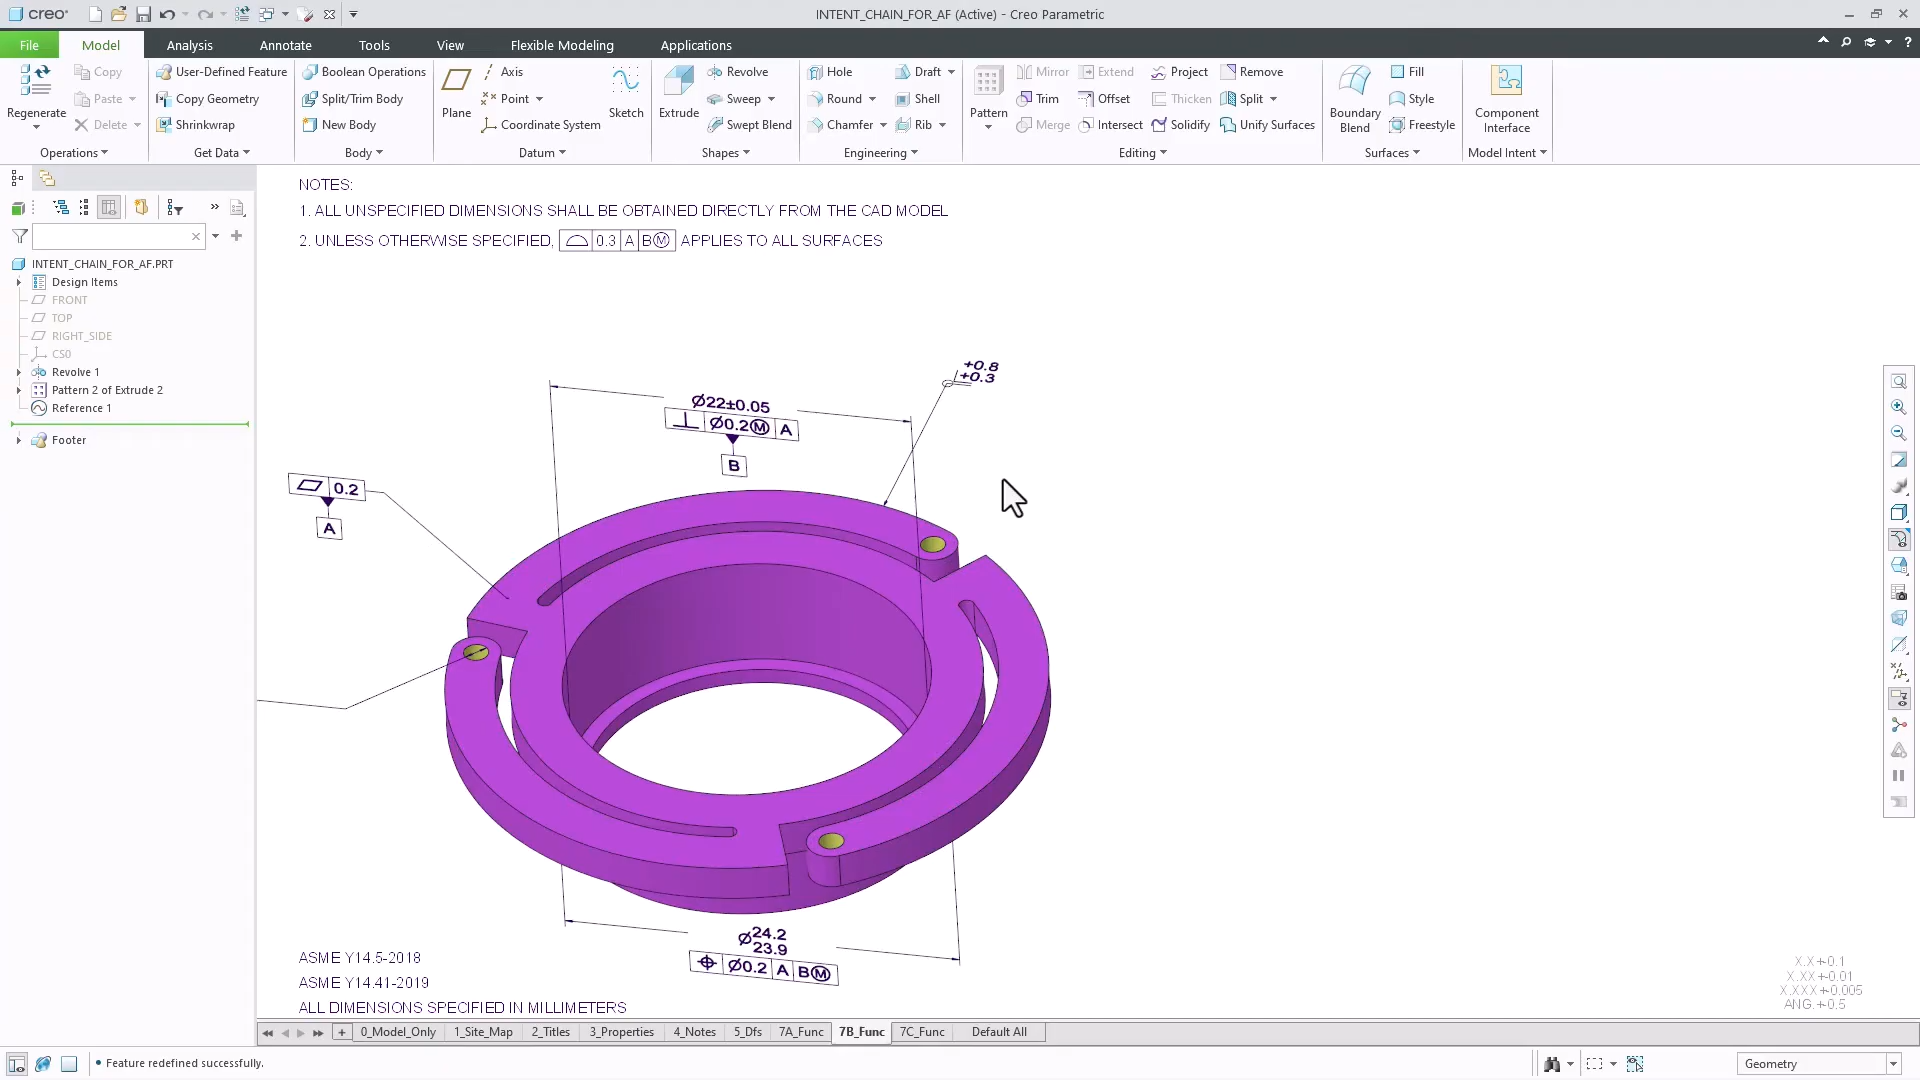 creo
INTENT_CHAIN_FOR_AF (Active) - Creo Parametric
File Model Analysis Annotate Tools View Flexible Modeling Applications
Regenerate
Copy
Paste
Delete
Operations
User-Defined Feature
Copy Geometry
Shrinkwrap
Get Data
Boolean Operations
Split/Trim Body
New Body
Body
Plane
Axis
Point
Coordinate System
Sketch
Datum
Extrude
Revolve
Sweep
Swept Blend
Shapes
Hole
Round
Chamfer
Draft
Shell
Rib
Engineering
Pattern
Mirror
Trim
Merge
Extend
Offset
Intersect
Project
Thicken
Solidify
Remove
Split
Unify Surfaces
Editing
Boundary
Blend
Fill
Style
Freestyle
Surfaces
Component
Interface
Model Intent
INTENT_CHAIN_FOR_AF.PRT
Design Items
FRONT
TOP
RIGHT_SIDE
CS0
Revolve 1
Pattern 2 of Extrude 2
Reference 1
Footer
NOTES:
1. ALL UNSPECIFIED DIMENSIONS SHALL BE OBTAINED DIRECTLY FROM THE CAD MODEL
2. UNLESS OTHERWISE SPECIFIED, ⌓ 0.3 A BⓂ APPLIES TO ALL SURFACES
+0.8
+0.3
Ø22±0.05
⊥ Ø0.2Ⓜ A
B
⏥ 0.2
A
Ø24.2
23.9
⌖ Ø0.2 A BⓂ
ASME Y14.5-2018
ASME Y14.41-2019
ALL DIMENSIONS SPECIFIED IN MILLIMETERS
X.X+-0.1
X.XX+-0.01
X.XXX+-0.005
ANG.+-0.5
0_Model_Only 1_Site_Map 2_Titles 3_Properties 4_Notes 5_Dfs 7A_Func 7B_Func 7C_Func Default All
• Feature redefined successfully.
Geometry